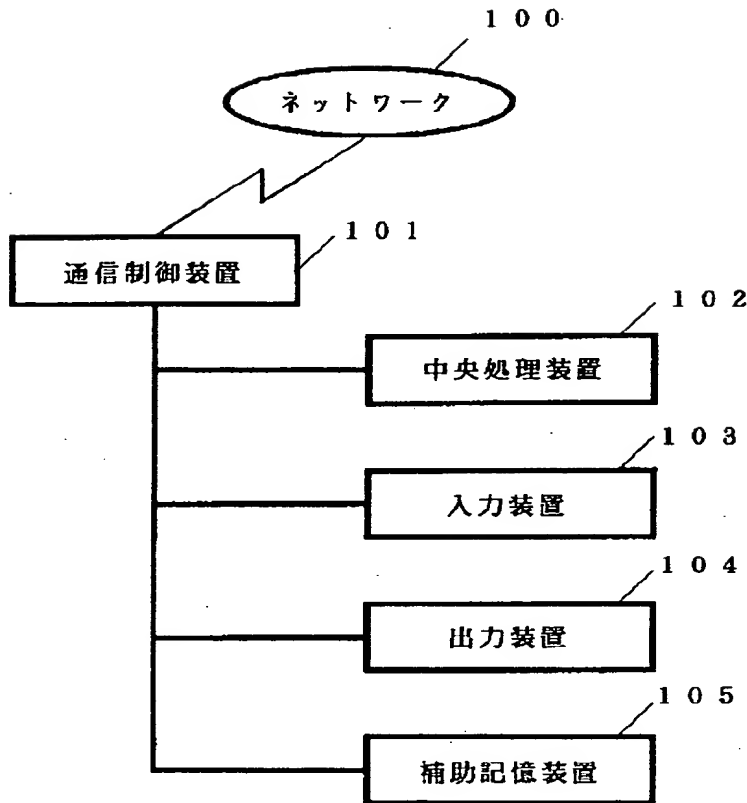 １００
ネットワーク
１０１
通信制御装置
１０２
中央処理装置
１０３
入力装置
１０４
出力装置
１０５
補助記憶装置